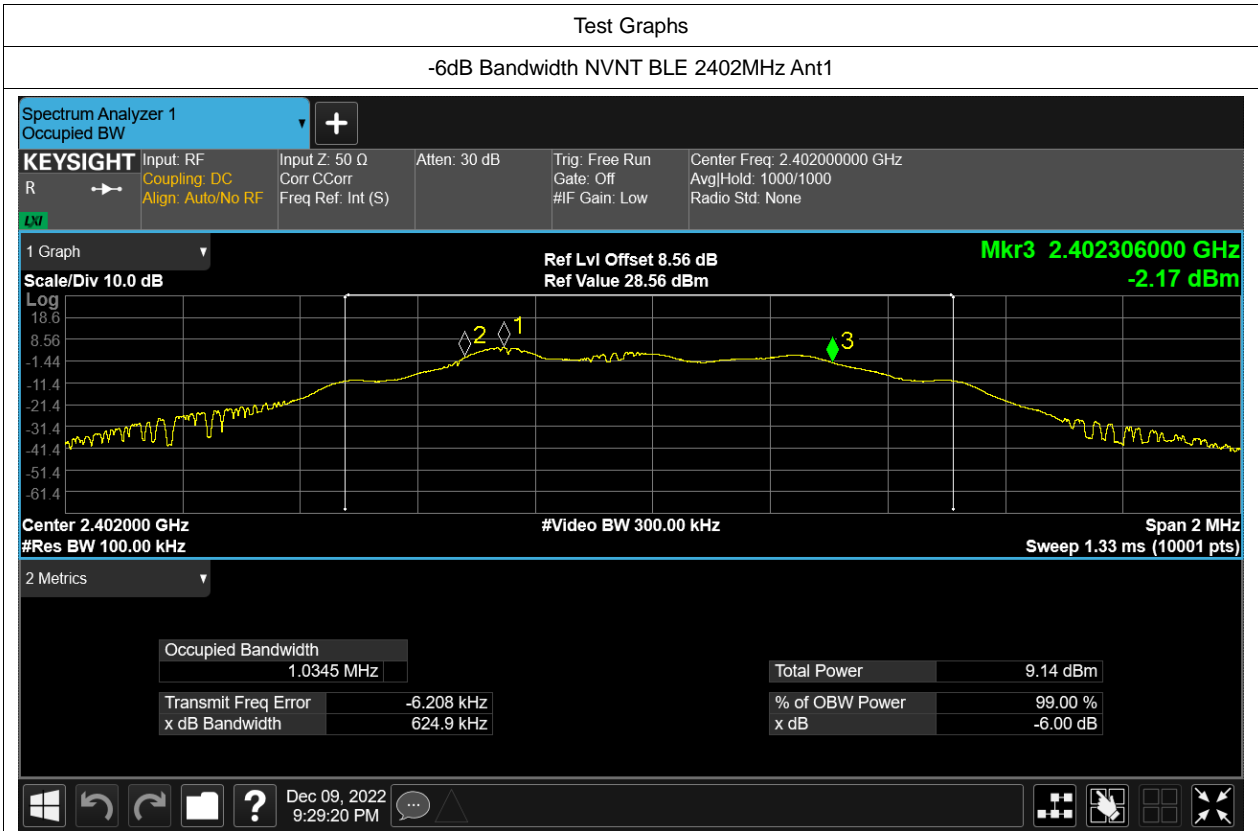 Test Graphs
-6dB Bandwidth NVNT BLE 2402MHz Ant1
Spectrum Analyzer 1
Occupied BW
KEYSIGHT
R
LXI
Input: RF
Coupling: DC
Align: Auto/No RF
Input Z: 50 Ω
Corr CCorr
Freq Ref: Int (S)
Atten: 30 dB
Trig: Free Run
Gate: Off
#IF Gain: Low
Center Freq: 2.402000000 GHz
Avg|Hold: 1000/1000
Radio Std: None
1 Graph
Scale/Div 10.0 dB
Ref Lvl Offset 8.56 dB
Ref Value 28.56 dBm
Mkr3 2.402306000 GHz
-2.17 dBm
Log
18.6
8.56
-1.44
-11.4
-21.4
-31.4
-41.4
-51.4
-61.4
2
1
3
Center 2.402000 GHz
#Res BW 100.00 kHz
#Video BW 300.00 kHz
Span 2 MHz
Sweep 1.33 ms (10001 pts)
2 Metrics
Occupied Bandwidth
1.0345 MHz
Transmit Freq Error -6.208 kHz
x dB Bandwidth 624.9 kHz
Total Power 9.14 dBm
% of OBW Power 99.00 %
x dB -6.00 dB
?
Dec 09, 2022
9:29:20 PM